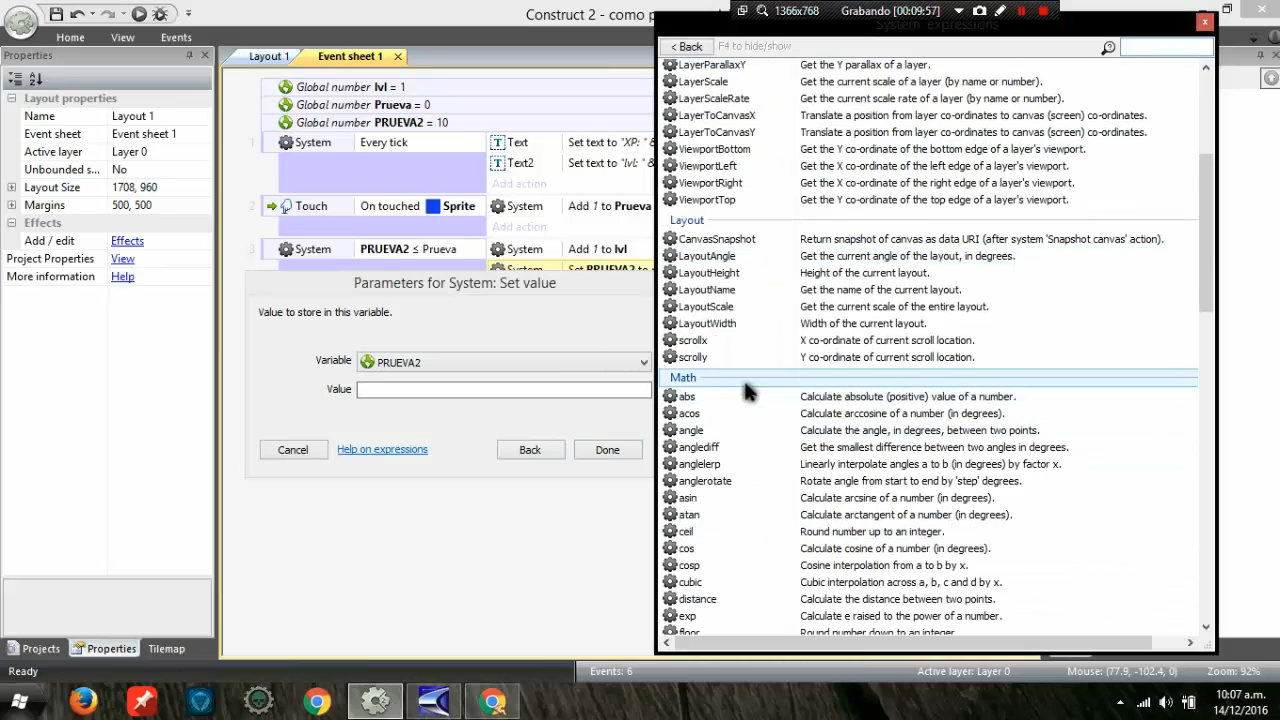 1366x768 Grabando [00:09:57]
Construct 2 - como p
System expressions
Home View Events
Properties
Layout properties
Name Layout 1
Event sheet Event sheet 1
Active layer Layer 0
Unbounded s... No
Layout Size 1708, 960
Margins 500, 500
Effects
Add / edit Effects
Project Properties View
More information Help
Projects Properties Tilemap
Layout 1 Event sheet 1
Global number lvl = 1
Global number Prueva = 0
Global number PRUEVA2 = 10
1 System Every tick Text Set text to "XP: " &
Text2 Set text to "lvl: " &
Add action
2 Touch On touched Sprite System Add 1 to Prueva
Add action
3 System PRUEVA2 ≤ Prueva System Add 1 to lvl
System Set PRUEVA2 to
Parameters for System: Set value
Value to store in this variable.
Variable PRUEVA2
Value
Cancel Help on expressions Back Done
< Back F4 to hide/show
LayerParallaxY Get the Y parallax of a layer.
LayerScale Get the current scale of a layer (by name or number).
LayerScaleRate Get the current scale rate of a layer (by name or number).
LayerToCanvasX Translate a position from layer co-ordinates to canvas (screen) co-ordinates.
LayerToCanvasY Translate a position from layer co-ordinates to canvas (screen) co-ordinates.
ViewportBottom Get the Y co-ordinate of the bottom edge of a layer's viewport.
ViewportLeft Get the X co-ordinate of the left edge of a layer's viewport.
ViewportRight Get the X co-ordinate of the right edge of a layer's viewport.
ViewportTop Get the Y co-ordinate of the top edge of a layer's viewport.
Layout
CanvasSnapshot Return snapshot of canvas as data URI (after system 'Snapshot canvas' action).
LayoutAngle Get the current angle of the layout, in degrees.
LayoutHeight Height of the current layout.
LayoutName Get the name of the current layout.
LayoutScale Get the current scale of the entire layout.
LayoutWidth Width of the current layout.
scrollx X co-ordinate of current scroll location.
scrolly Y co-ordinate of current scroll location.
Math
abs Calculate absolute (positive) value of a number.
acos Calculate arccosine of a number (in degrees).
angle Calculate the angle, in degrees, between two points.
anglediff Get the smallest difference between two angles in degrees.
anglelerp Linearly interpolate angles a to b (in degrees) by factor x.
anglerotate Rotate angle from start to end by 'step' degrees.
asin Calculate arcsine of a number (in degrees).
atan Calculate arctangent of a number (in degrees).
ceil Round number up to an integer.
cos Calculate cosine of a number (in degrees).
cosp Cosine interpolation from a to b by x.
cubic Cubic interpolation across a, b, c and d by x.
distance Calculate the distance between two points.
exp Calculate e raised to the power of a number.
floor Round number down to an integer
Ready Events: 6 Active layer: Layer 0 Mouse: (77.9, -102.4, 0) Zoom: 92%
10:07 a.m.
14/12/2016